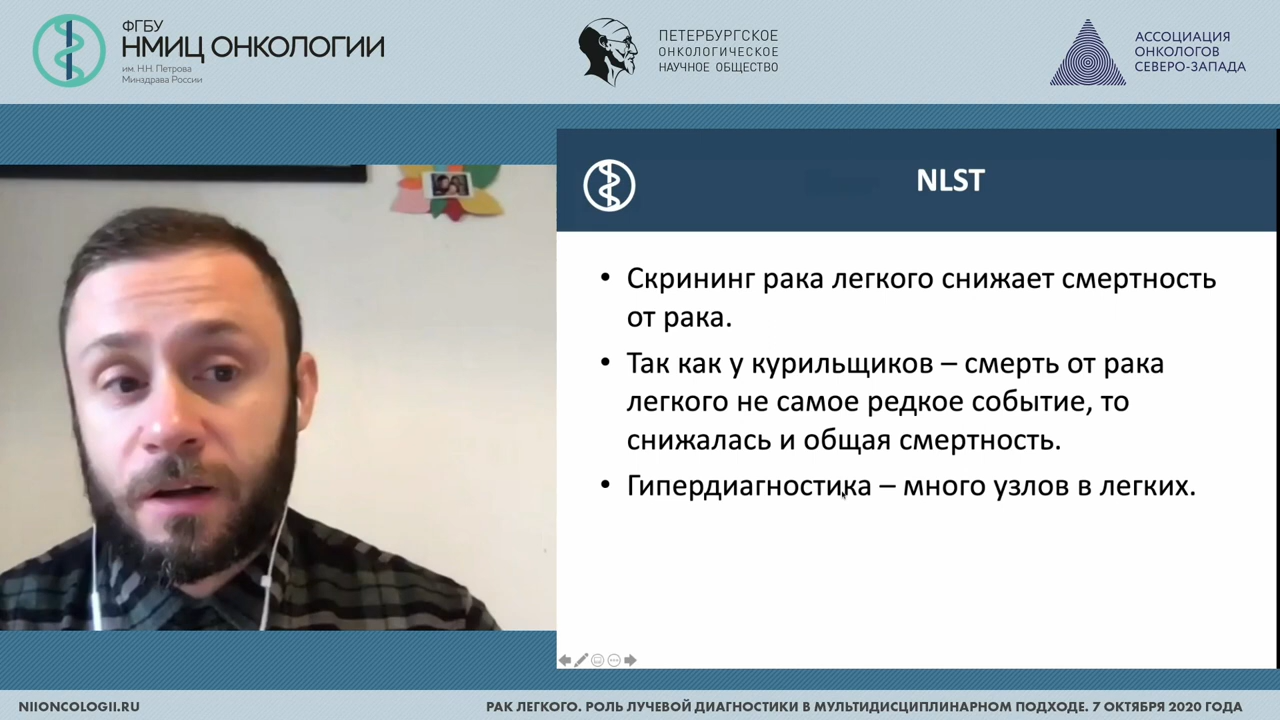 ФГБУ
НМИЦ ОНКОЛОГИИ
им. Н.Н. Петрова
Минздрава России
ПЕТЕРБУРГСКОЕ
ОНКОЛОГИЧЕСКОЕ
НАУЧНОЕ ОБЩЕСТВО
АССОЦИАЦИЯ
ОНКОЛОГОВ
СЕВЕРО-ЗАПАДА
NLST
• Скрининг рака легкого снижает смертность
от рака.
• Так как у курильщиков – смерть от рака
легкого не самое редкое событие, то
снижалась и общая смертность.
• Гипердиагностика – много узлов в легких.
NIIONCOLOGII.RU
РАК ЛЕГКОГО. РОЛЬ ЛУЧЕВОЙ ДИАГНОСТИКИ В МУЛЬТИДИСЦИПЛИНАРНОМ ПОДХОДЕ. 7 ОКТЯБРЯ 2020 ГОДА